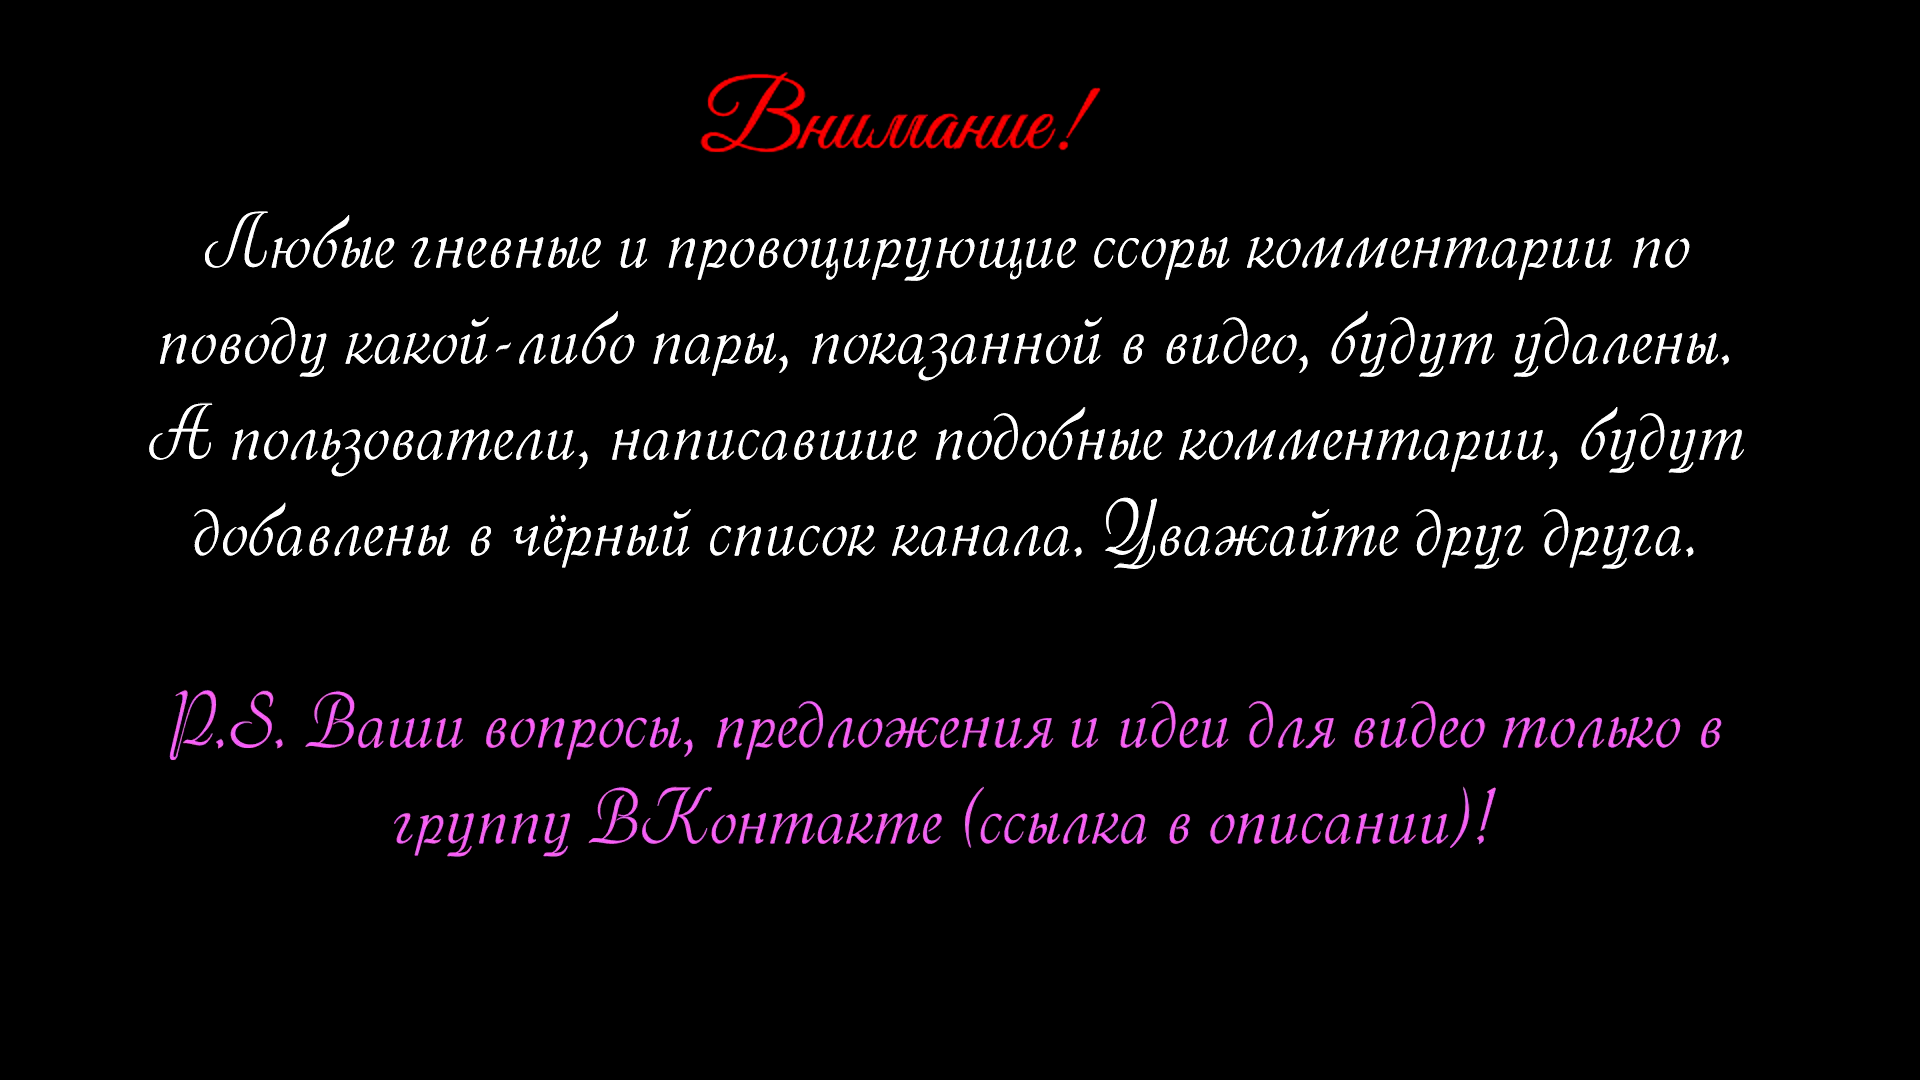 Внимание!
Любые гневные и провоцирующие ссоры комментарии по
поводу какой-либо пары, показанной в видео, будут удалены.
А пользователи, написавшие подобные комментарии, будут
добавлены в чёрный список канала. Уважайте друг друга.
P.S. Ваши вопросы, предложения и идеи для видео только в
группу ВКонтакте (ссылка в описании)!